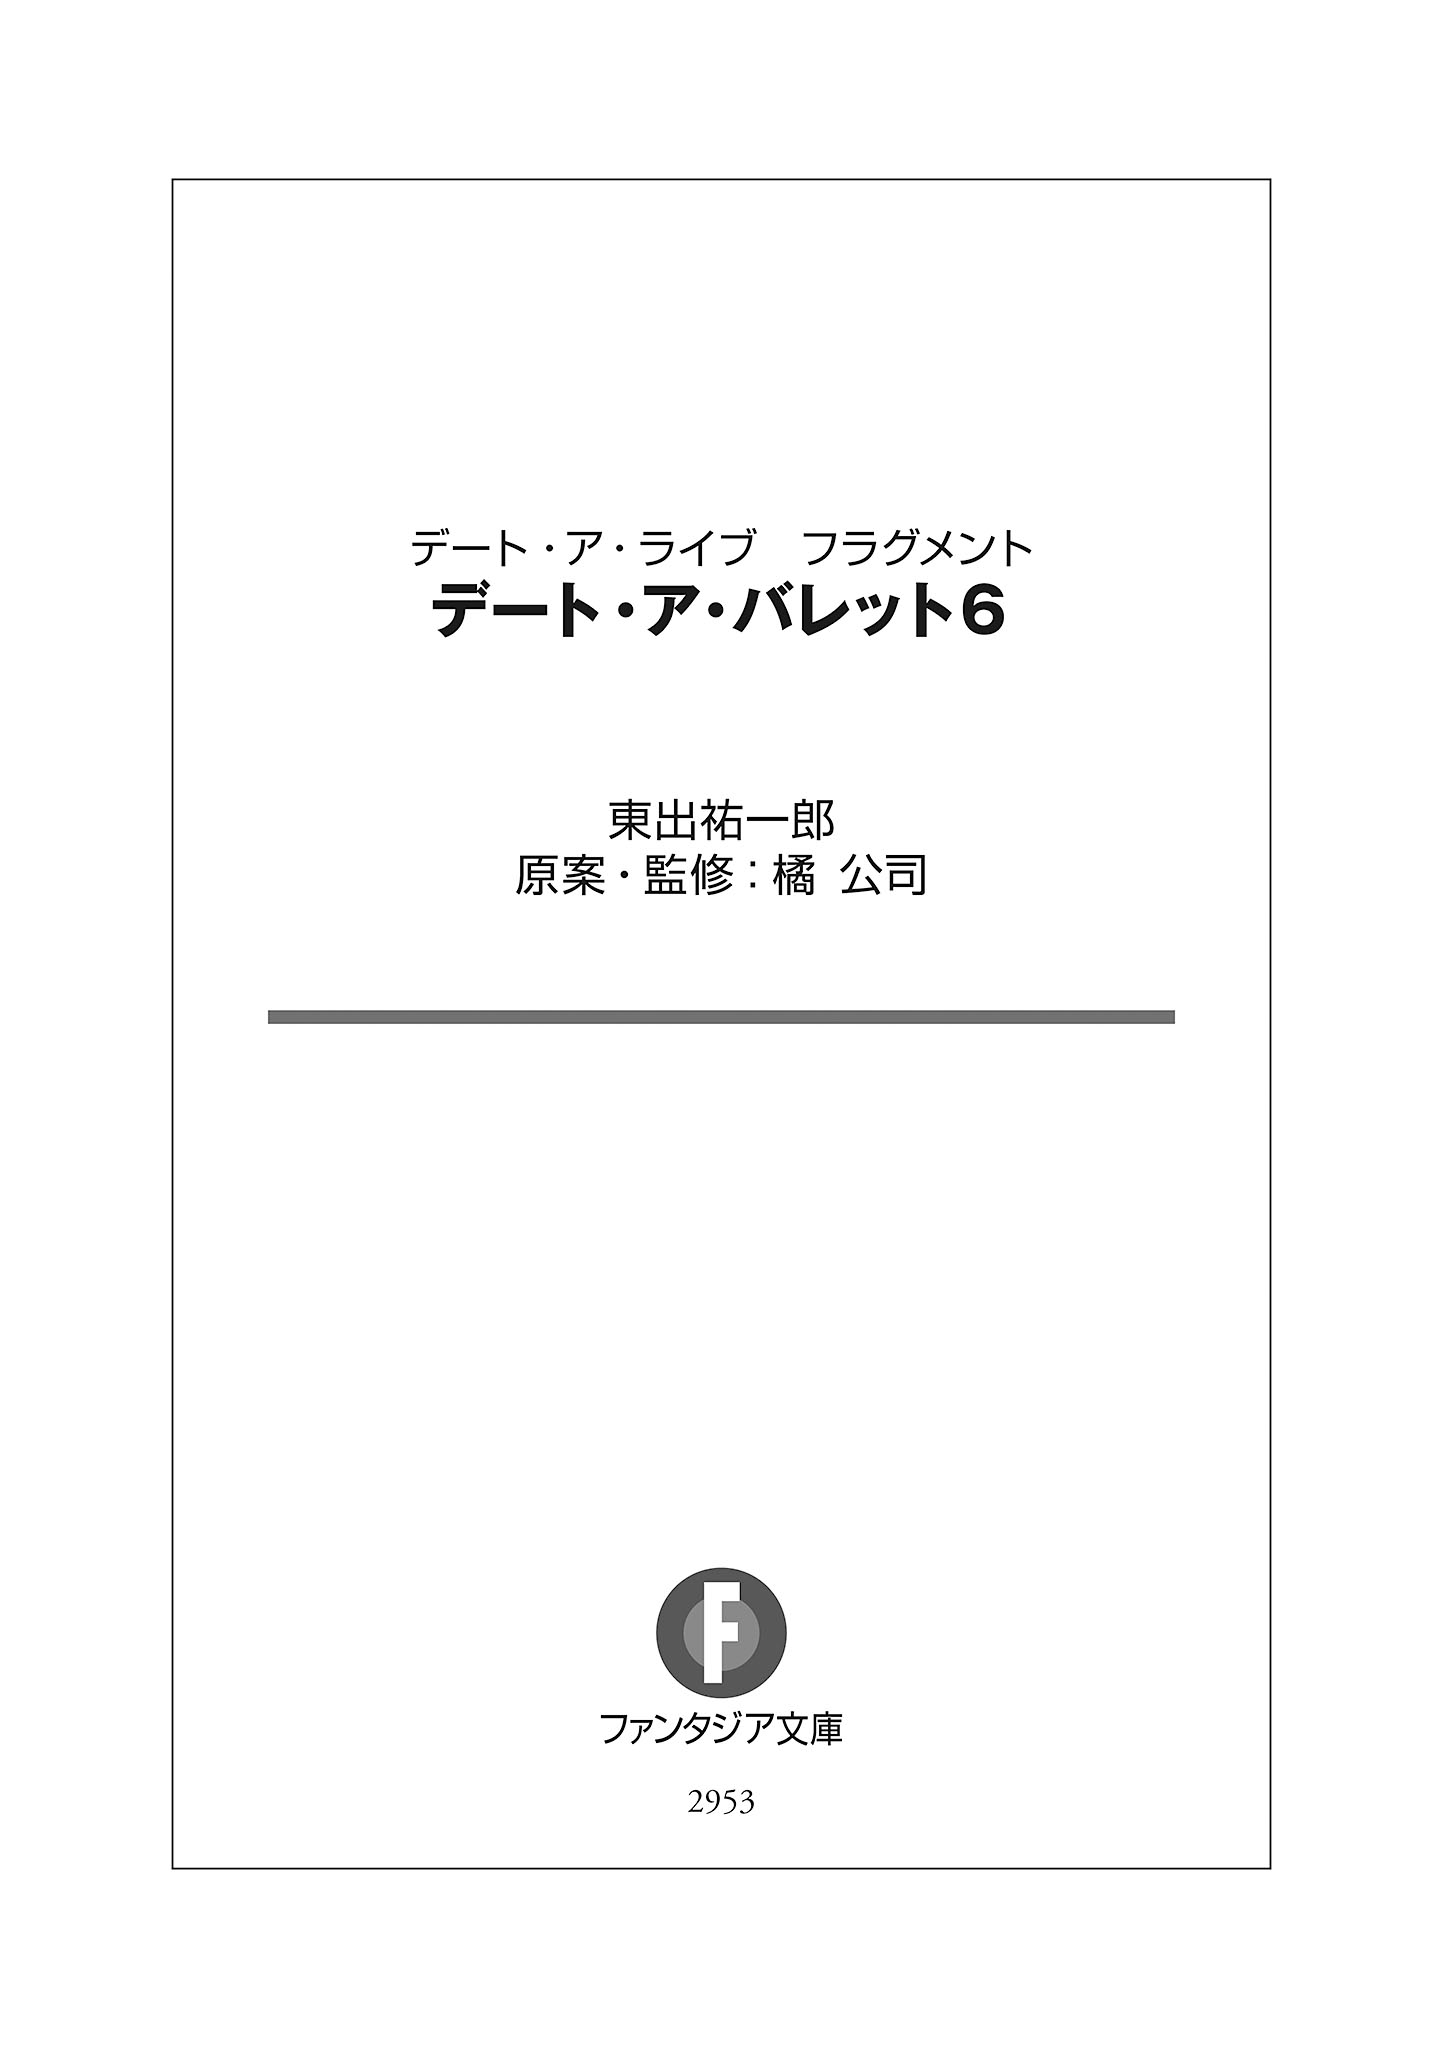 デート・ア・ライブ　フラグメント
デート・ア・バレット6
東出祐一郎
原案・監修：橘 公司
F
ファンタジア文庫
2953